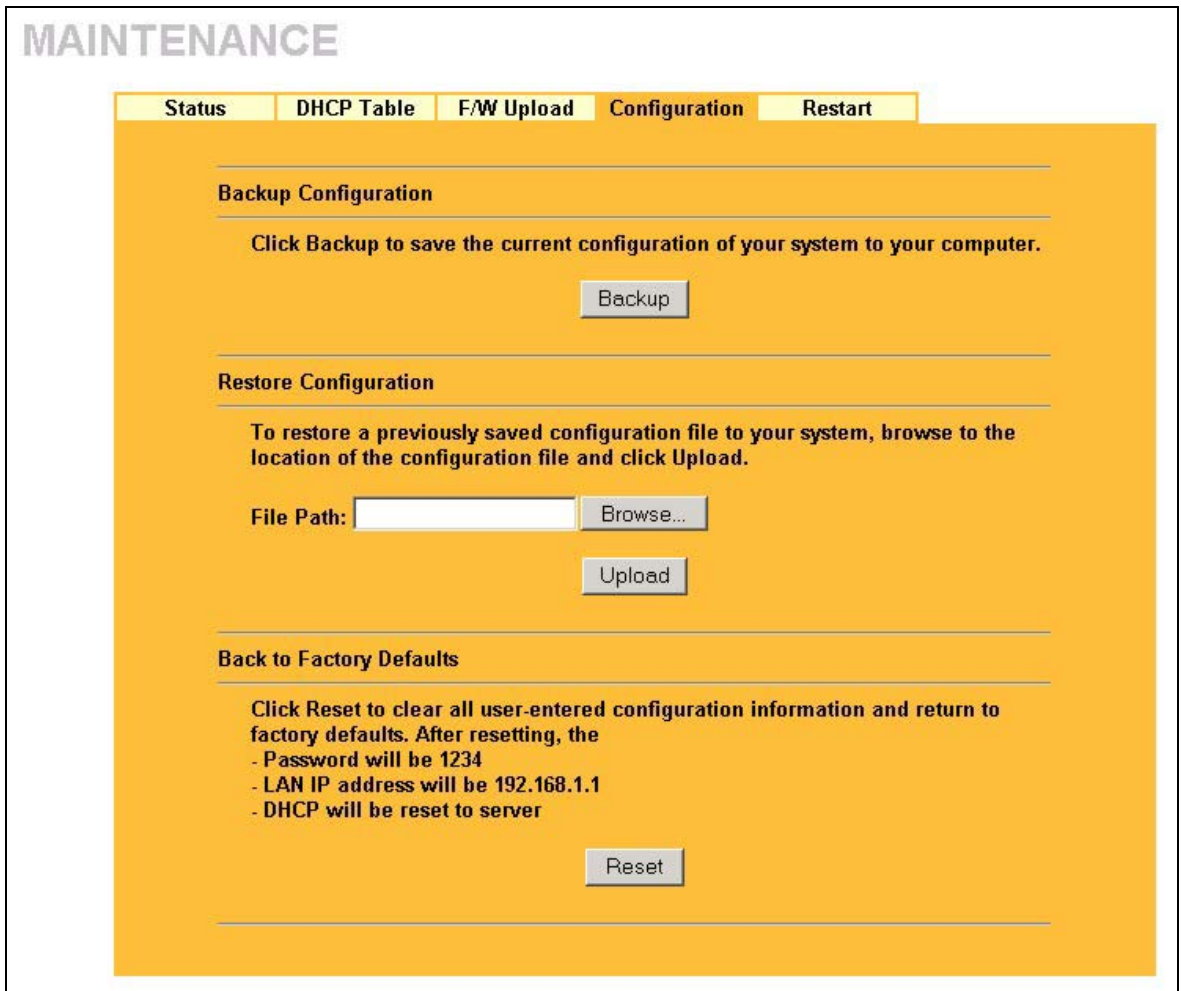 MAINTENANCE
Status DHCP Table F/W Upload Configuration Restart
Backup Configuration
Click Backup to save the current configuration of your system to your computer.
Backup
Restore Configuration
To restore a previously saved configuration file to your system, browse to the
location of the configuration file and click Upload.
File Path: Browse...
Upload
Back to Factory Defaults
Click Reset to clear all user-entered configuration information and return to
factory defaults. After resetting, the
- Password will be 1234
- LAN IP address will be 192.168.1.1
- DHCP will be reset to server
Reset